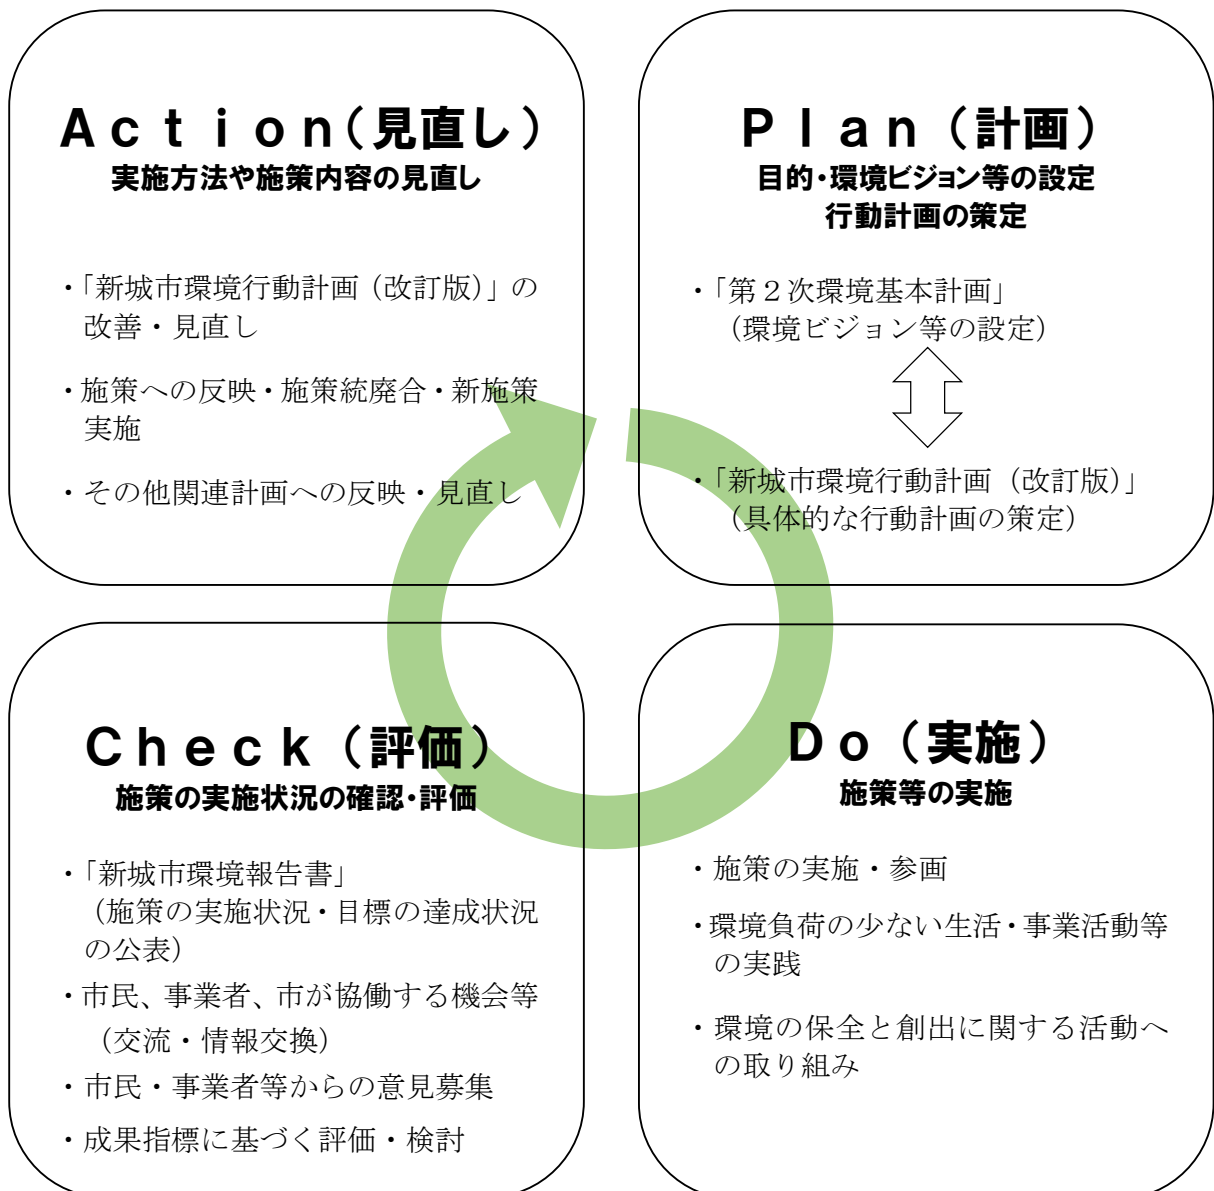 Action(見直し)
実施方法や施策内容の見直し
・「新城市環境行動計画(改訂版)」の
改善・見直し
・施策への反映・施策統廃合・新施策
実施
・その他関連計画への反映・見直し
Plan(計画)
目的・環境ビジョン等の設定
行動計画の策定
・「第2次環境基本計画」
(環境ビジョン等の設定)
・「新城市環境行動計画(改訂版)」
(具体的な行動計画の策定)
Check(評価)
施策の実施状況の確認・評価
・「新城市環境報告書」
(施策の実施状況・目標の達成状況
の公表)
・市民、事業者、市が協働する機会等
(交流・情報交換)
・市民・事業者等からの意見募集
・成果指標に基づく評価・検討
Do(実施)
施策等の実施
・施策の実施・参画
・環境負荷の少ない生活・事業活動等
の実践
・環境の保全と創出に関する活動へ
の取り組み